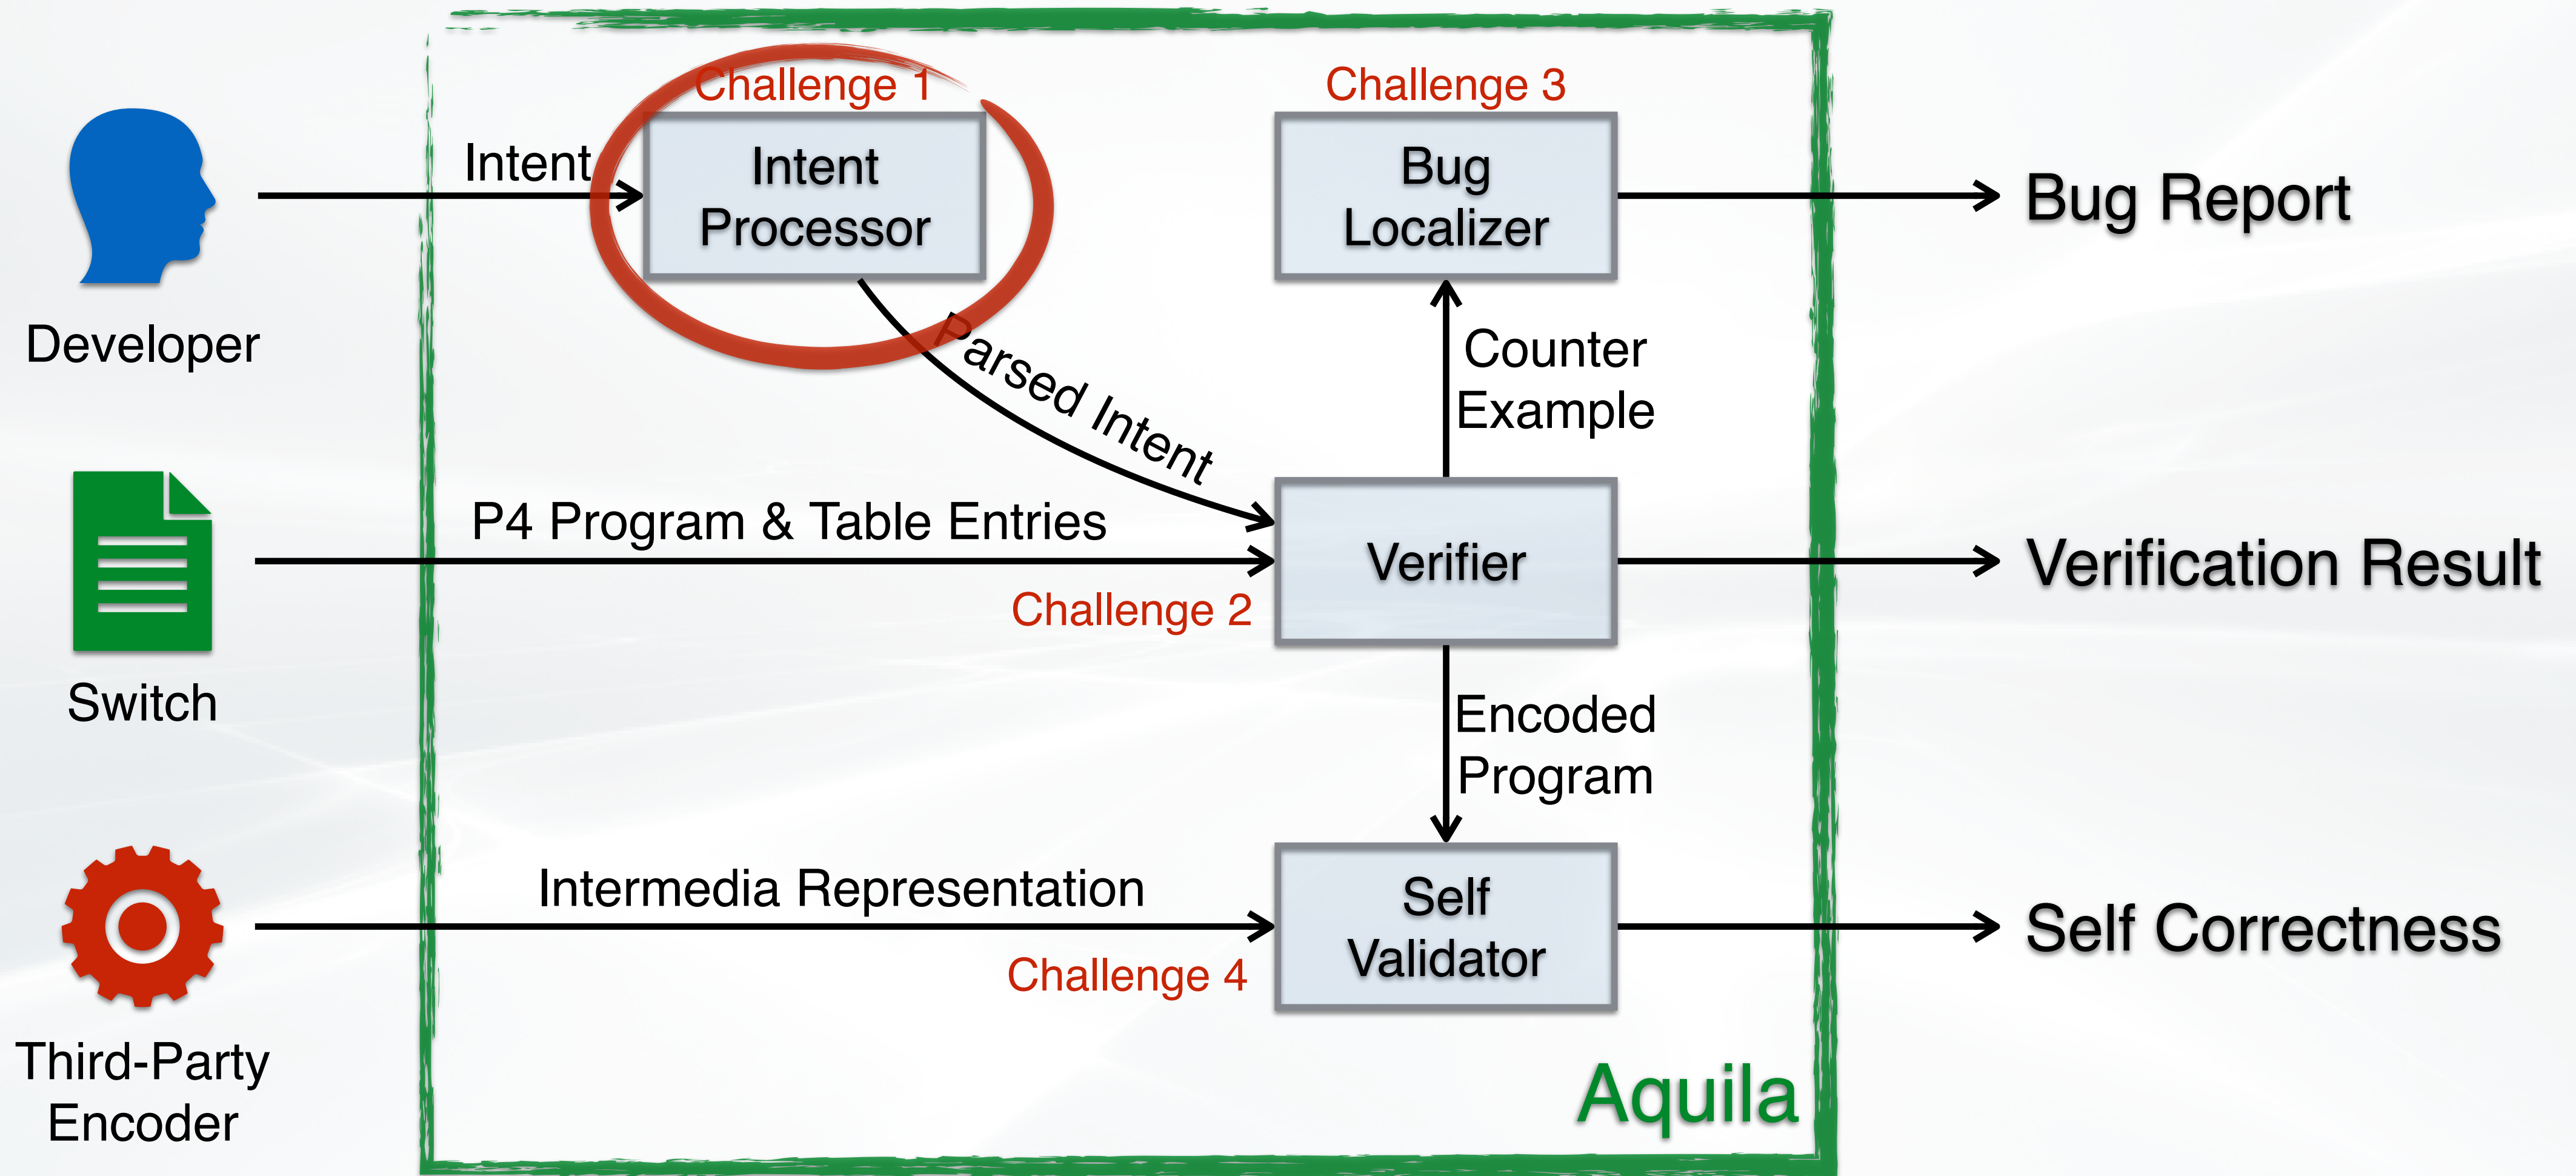 Challenge 1
Challenge 3
Intent
Intent
Processor
Bug
Localizer
Bug Report
Developer
Parsed Intent
Counter
Example
P4 Program & Table Entries
Verifier
Verification Result
Challenge 2
Switch
Encoded
Program
Intermedia Representation
Self
Validator
Self Correctness
Challenge 4
Third-Party
Encoder
Aquila